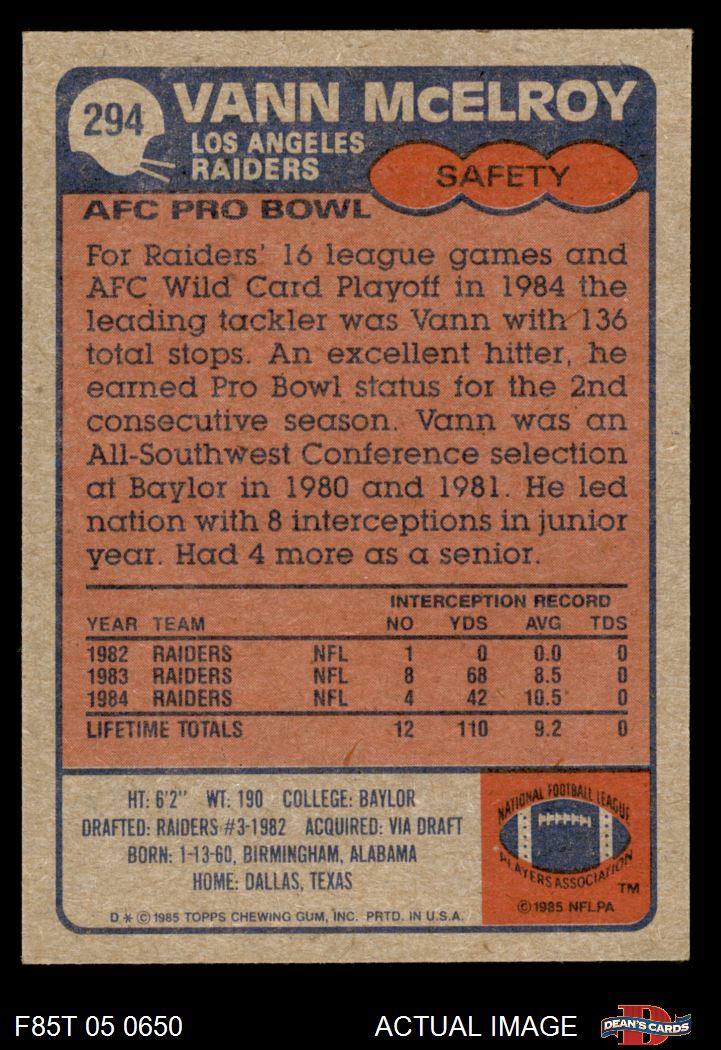 294
VANN McELROY
LOS ANGELES
RAIDERS
SAFETY
AFC PRO BOWL
For Raiders' 16 league games and
AFC Wild Card Playoff in 1984 the
leading tackler was Vann with 136
total stops. An excellent hitter, he
earned Pro Bowl status for the 2nd
consecutive season. Vann was an
All-Southwest Conference selection
at Baylor in 1980 and 1981. He led
nation with 8 interceptions in junior
year. Had 4 more as a senior.
INTERCEPTION RECORD
YEAR TEAM NO YDS AVG TDS
1982 RAIDERS NFL 1 0 0.0 0
1983 RAIDERS NFL 8 68 8.5 0
1984 RAIDERS NFL 4 42 10.5 0
LIFETIME TOTALS 12 110 9.2 0
HT: 6'2" WT: 190 COLLEGE: BAYLOR
DRAFTED: RAIDERS #3-1982 ACQUIRED: VIA DRAFT
BORN: 1-13-60, BIRMINGHAM, ALABAMA
HOME: DALLAS, TEXAS
D * © 1985 TOPPS CHEWING GUM, INC. PRTD. IN U.S.A.
NATIONAL FOOTBALL LEAGUE
PLAYERS ASSOCIATION
TM
© 1985 NFLPA
F85T 05 0650
ACTUAL IMAGE
D
DEAN'S CARDS